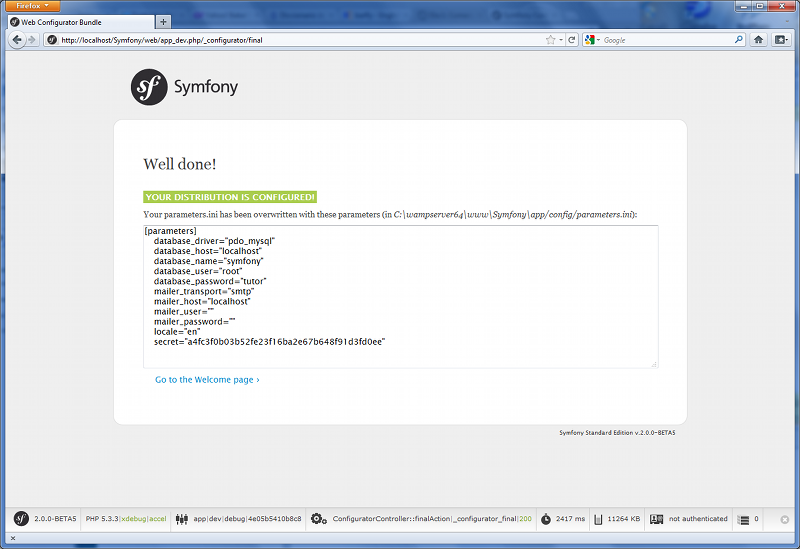 Firefox
Web Configurator Bundle
http://localhost/Symfony/web/app_dev.php/_configurator/final
Google
sf Symfony
Well done!
YOUR DISTRIBUTION IS CONFIGURED!
Your parameters.ini has been overwritten with these parameters (in C:\wampserver64\www\Symfony\app/config/parameters.ini):
[parameters]
database_driver="pdo_mysql"
database_host="localhost"
database_name="symfony"
database_user="root"
database_password="tutor"
mailer_transport="smtp"
mailer_host="localhost"
mailer_user=""
mailer_password=""
locale="en"
secret="a4fc3f0b03b52fe23f16ba2e67b648f91d3fd0ee"
Go to the Welcome page ›
Symfony Standard Edition v.2.0.0-BETA5
2.0.0-BETA5 PHP 5.3.3|xdebug|accel app|dev|debug|4e05b5410b8c8 ConfiguratorController::finalAction|_configurator_final|200 2417 ms 11264 KB not authenticated 0